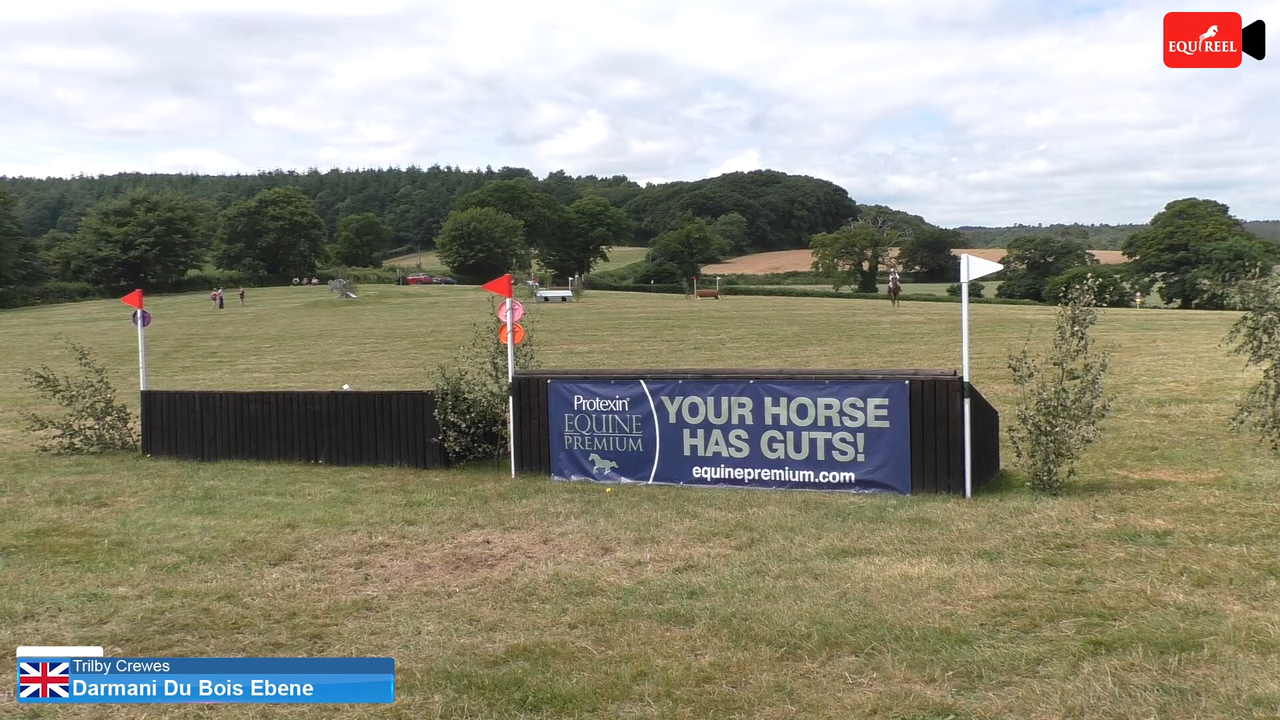 EQUIREEL
Protexin
EQUINE
PREMIUM
YOUR HORSE
HAS GUTS!
equinepremium.com
Trilby Crewes
Darmani Du Bois Ebene